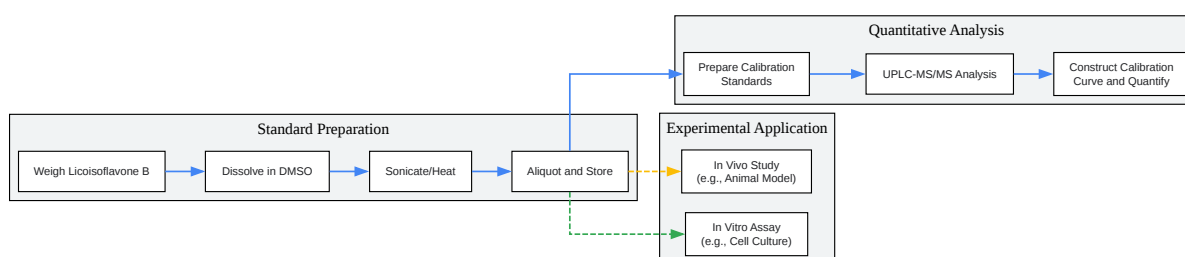 Quantitative Analysis
Prepare Calibration
Standards
UPLC-MS/MS Analysis
Construct Calibration
Curve and Quantify
Standard Preparation
Weigh Licoisoflavone B
Dissolve in DMSO
Sonicate/Heat
Aliquot and Store
Experimental Application
In Vivo Study
(e.g., Animal Model)
In Vitro Assay
(e.g., Cell Culture)